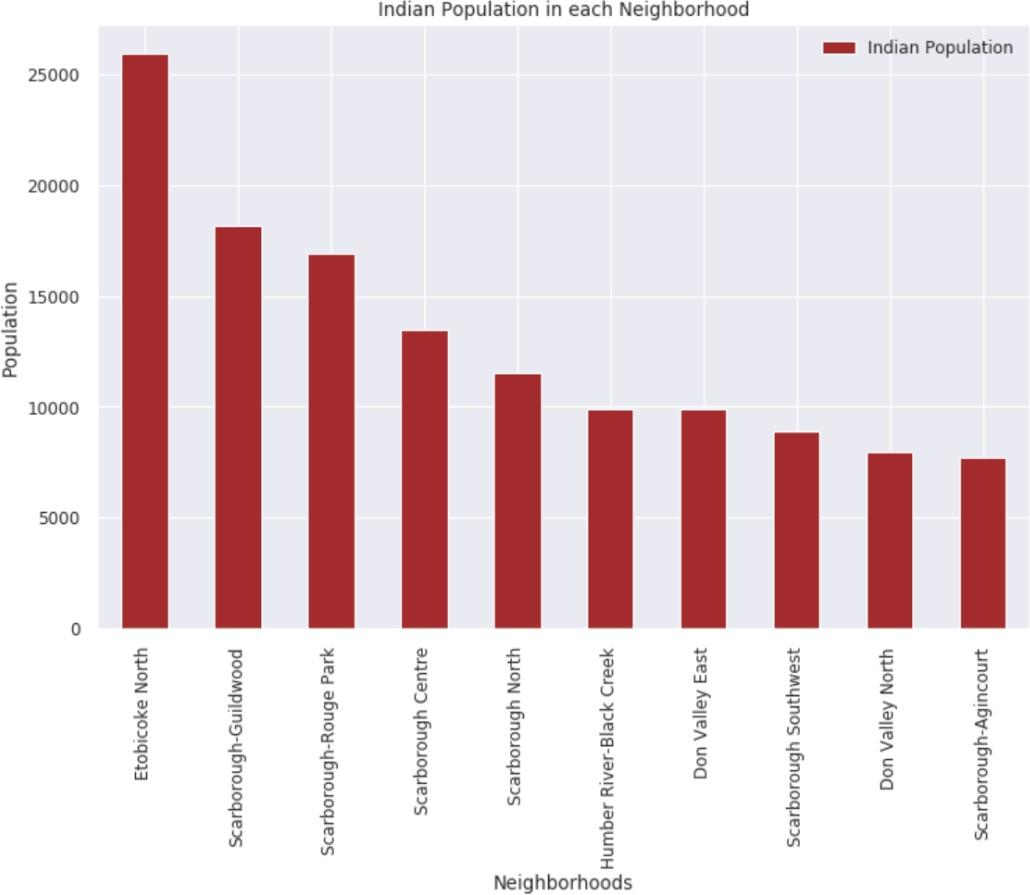 Indian Population in each Neighborhood
Indian Population
25000
20000
15000
10000
5000
0
Population
Etobicoke North
Scarborough-Guildwood
Scarborough-Rouge Park
Scarborough Centre
Scarborough North
Humber River-Black Creek
Don Valley East
Scarborough Southwest
Don Valley North
Scarborough-Agincourt
Neighborhoods